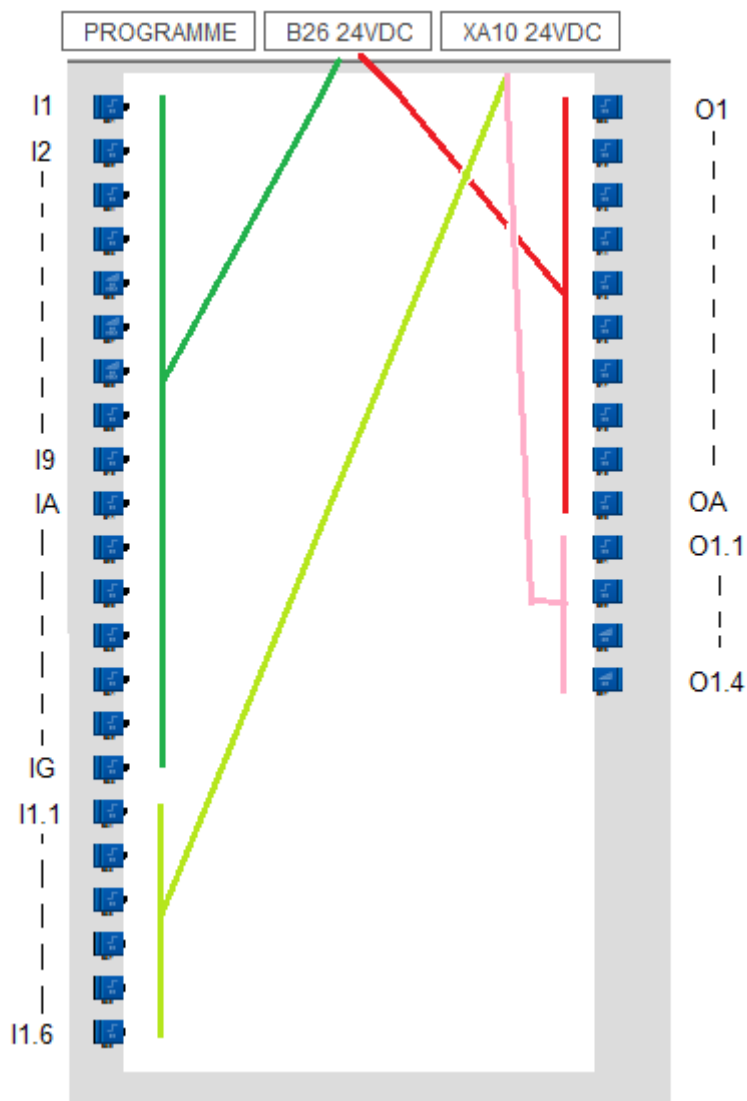 PROGRAMME B26 24VDC XA10 24VDC
I1 O1
I2
I9
IA OA
O1.1
O1.4
IG
I1.1
I1.6